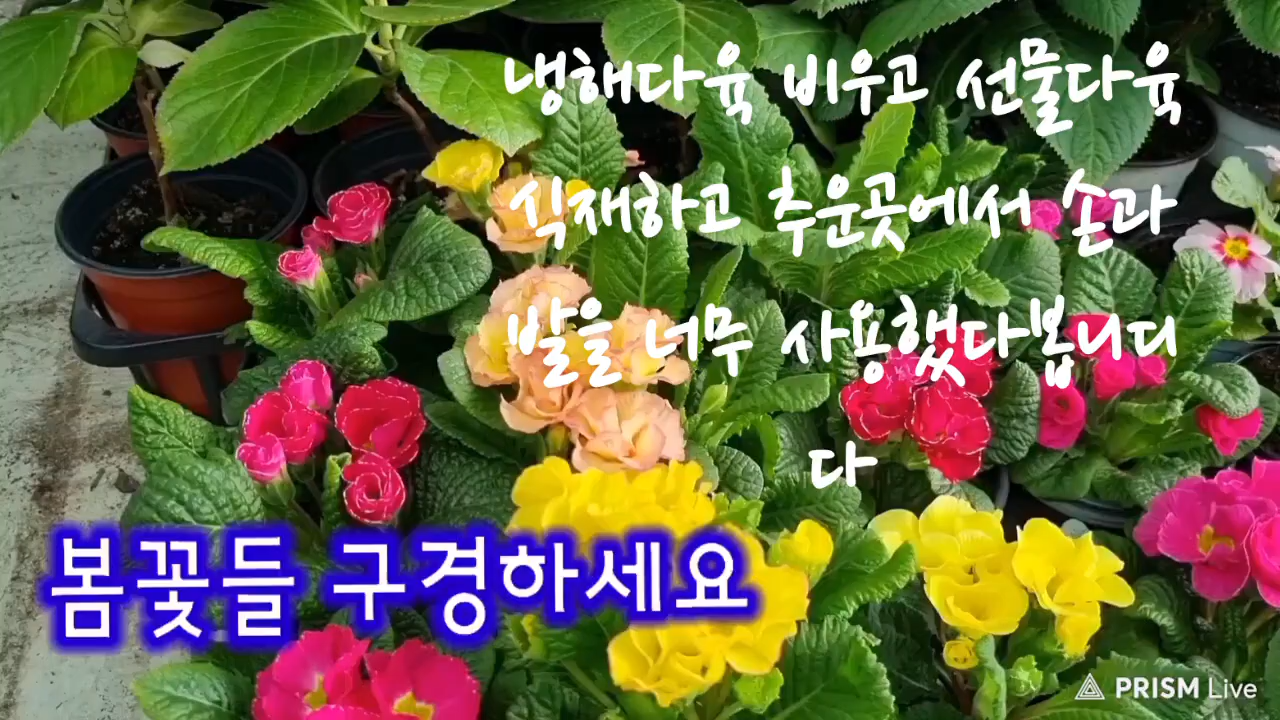 냉해다육 비우고 선물다육
식재하고 추운곳에서 손과
발을 너무 사용했다봅니디
다
봄꽃들 구경하세요
PRISM Live